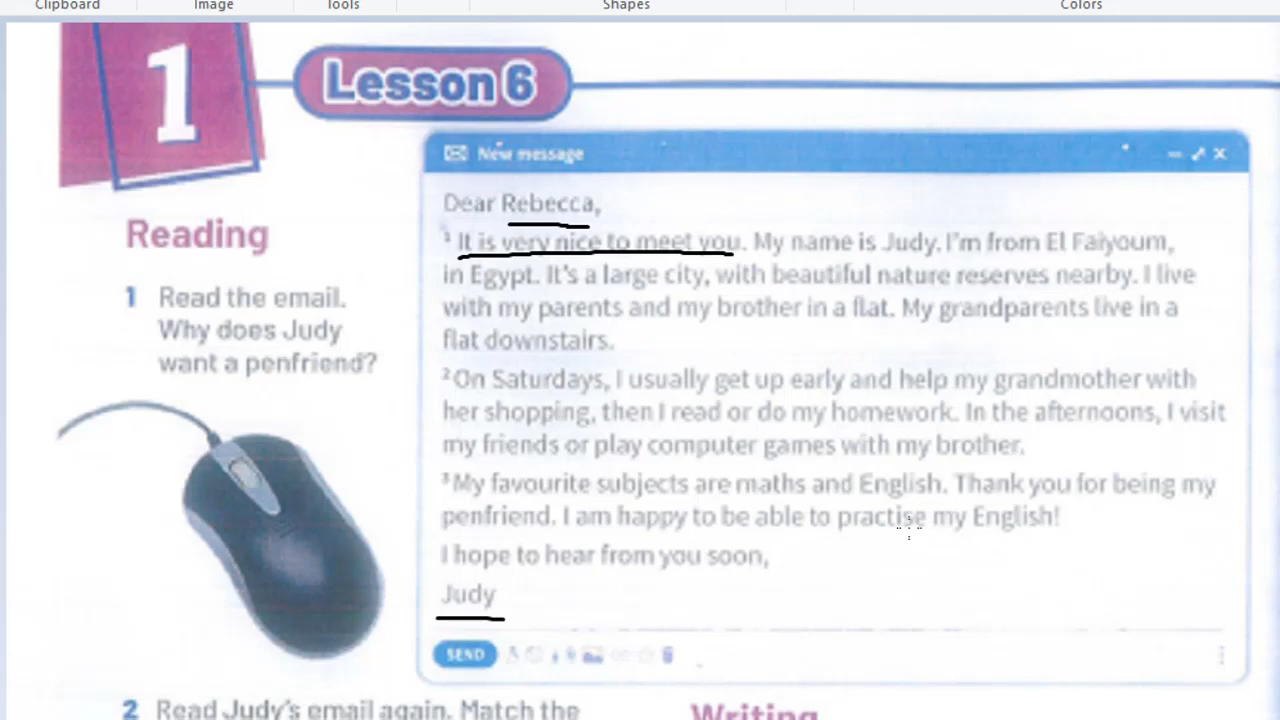 Clipboard Image Tools Shapes Colors
1
Lesson 6
New message
Reading
1 Read the email.
Why does Judy
want a penfriend?
Dear Rebecca,
¹ It is very nice to meet you. My name is Judy. I'm from El Faiyoum,
in Egypt. It's a large city, with beautiful nature reserves nearby. I live
with my parents and my brother in a flat. My grandparents live in a
flat downstairs.
² On Saturdays, I usually get up early and help my grandmother with
her shopping, then I read or do my homework. In the afternoons, I visit
my friends or play computer games with my brother.
³ My favourite subjects are maths and English. Thank you for being my
penfriend. I am happy to be able to practise my English!
I hope to hear from you soon,
Judy
SEND
2 Read Judy's email again. Match the
Writing